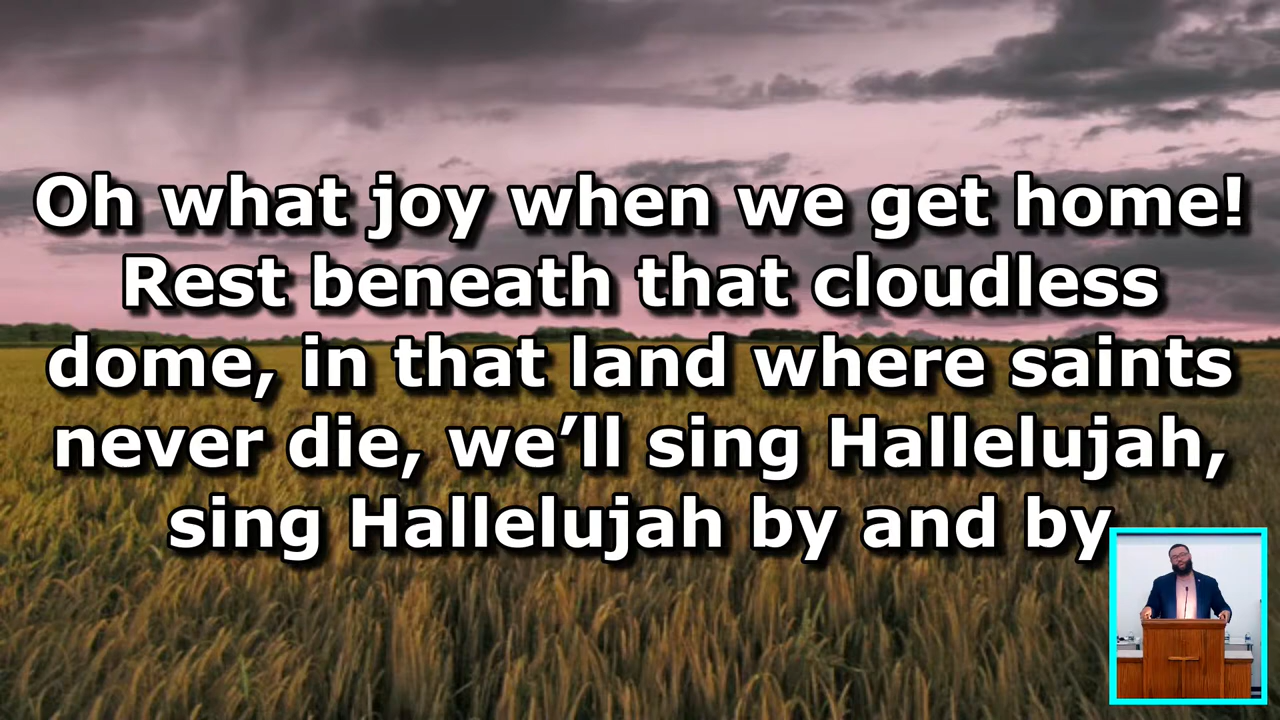 Oh what joy when we get home!
Rest beneath that cloudless
dome, in that land where saints
never die, we’ll sing Hallelujah,
sing Hallelujah by and by